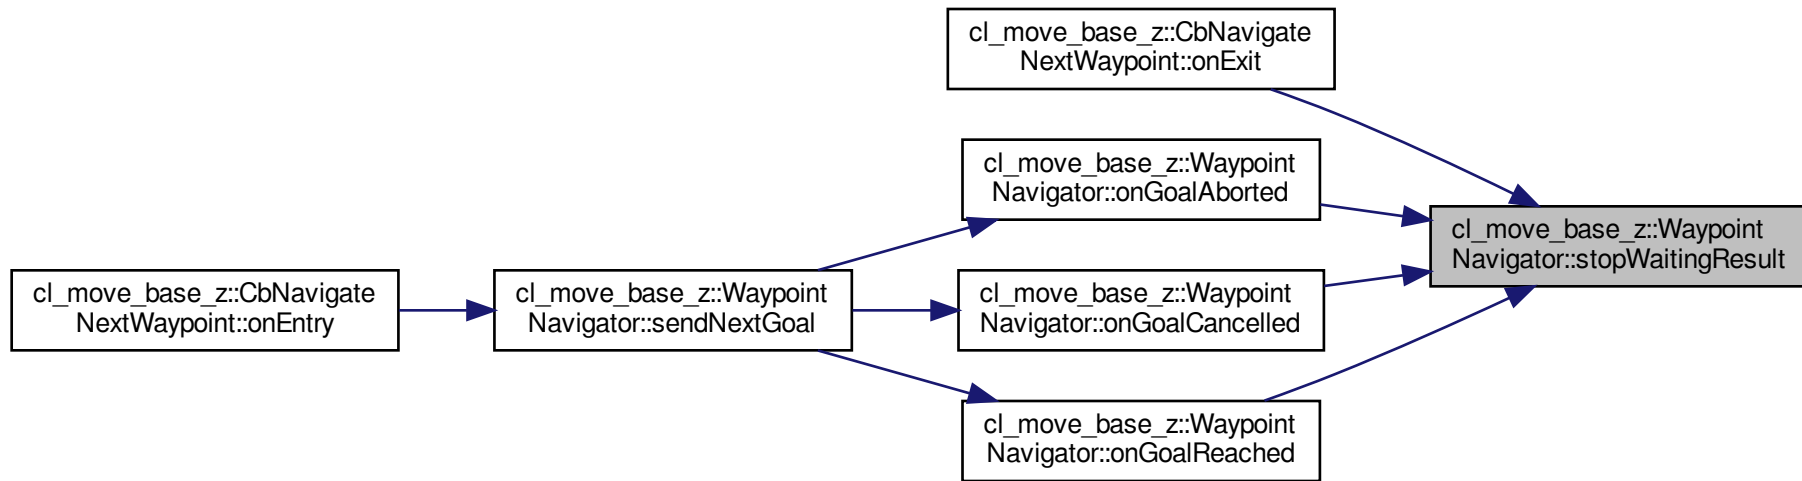 cl_move_base_z::CbNavigate
NextWaypoint::onExit
cl_move_base_z::Waypoint
Navigator::onGoalAborted
cl_move_base_z::Waypoint
Navigator::stopWaitingResult
cl_move_base_z::CbNavigate
NextWaypoint::onEntry
cl_move_base_z::Waypoint
Navigator::sendNextGoal
cl_move_base_z::Waypoint
Navigator::onGoalCancelled
cl_move_base_z::Waypoint
Navigator::onGoalReached